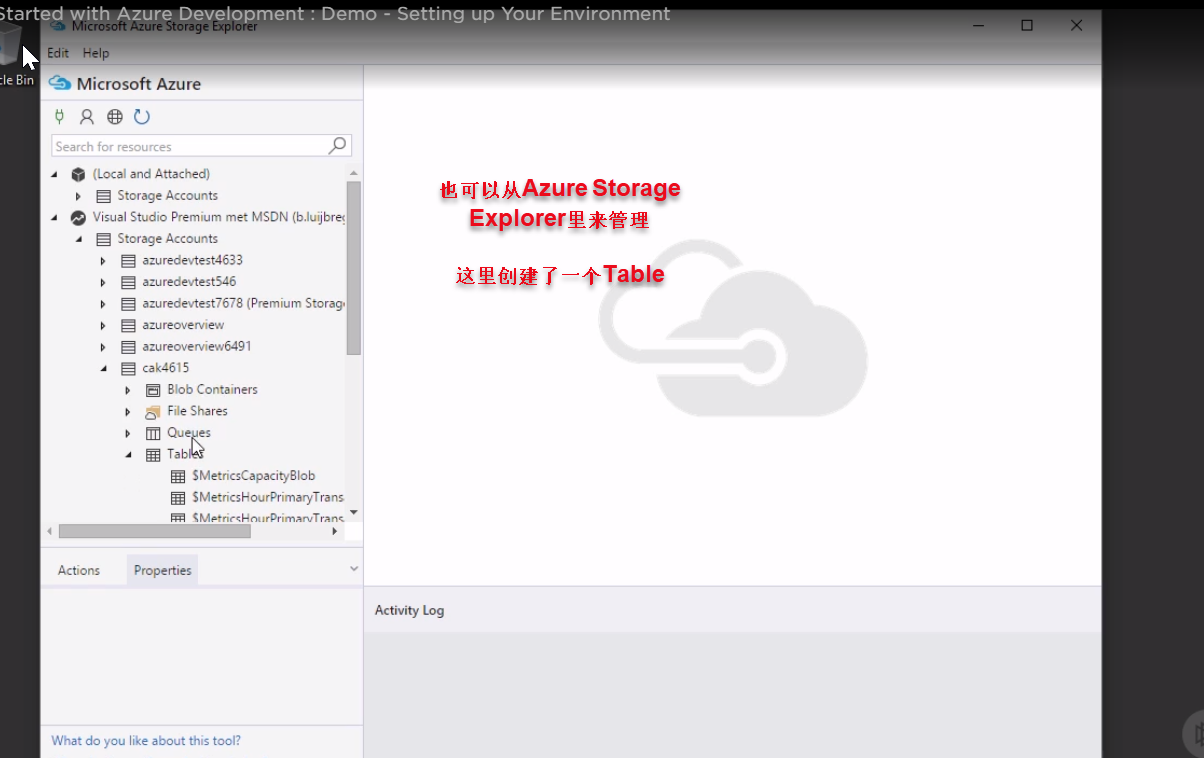 Started with Azure Development : Demo - Setting up Your Environment
Microsoft Azure Storage Explorer
Edit Help
cle Bin
Microsoft Azure
Search for resources
(Local and Attached)
Storage Accounts
Visual Studio Premium met MSDN (b.luijbreg
Storage Accounts
azuredevtest4633
azuredevtest546
azuredevtest7678 (Premium Storage
azureoverview
azureoverview6491
cak4615
Blob Containers
File Shares
Queues
Tables
$MetricsCapacityBlob
$MetricsHourPrimaryTrans
$MetricsHourPrimaryTrans
Actions Properties
What do you like about this tool?
也可以从Azure Storage
Explorer里来管理
这里创建了一个Table
Activity Log